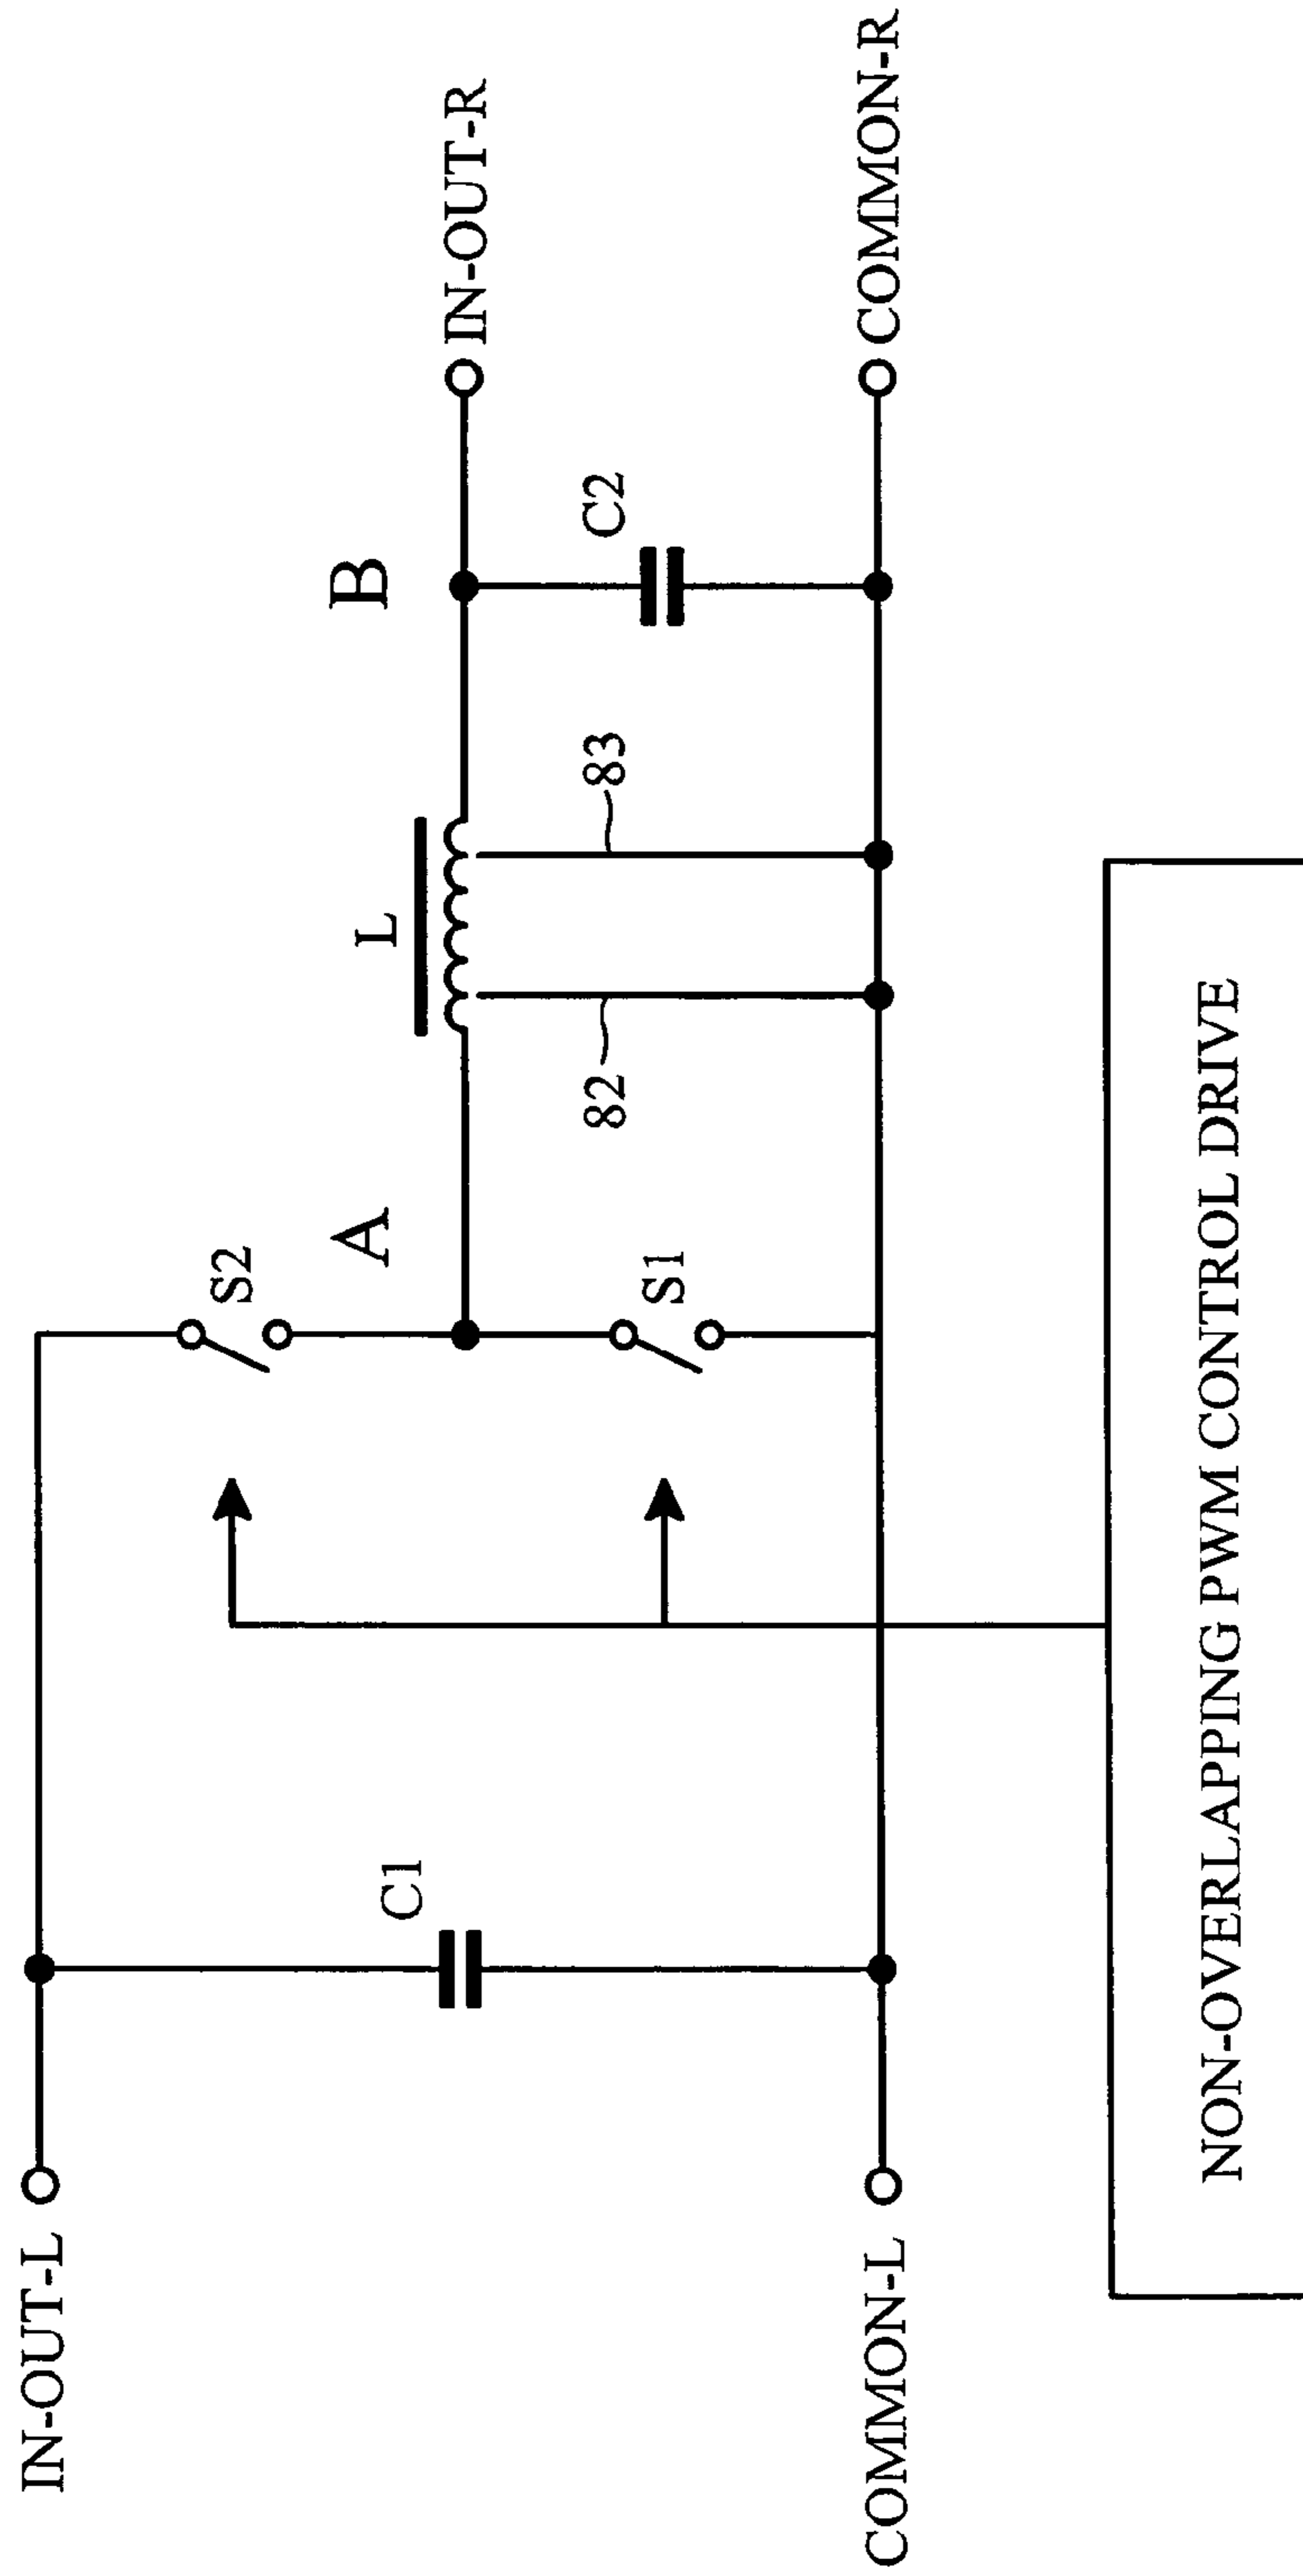 IN-OUT-L
COMMON-L
C1
S2
S1
A
L
82
83
B
C2
IN-OUT-R
COMMON-R
NON-OVERLAPPING PWM CONTROL DRIVE